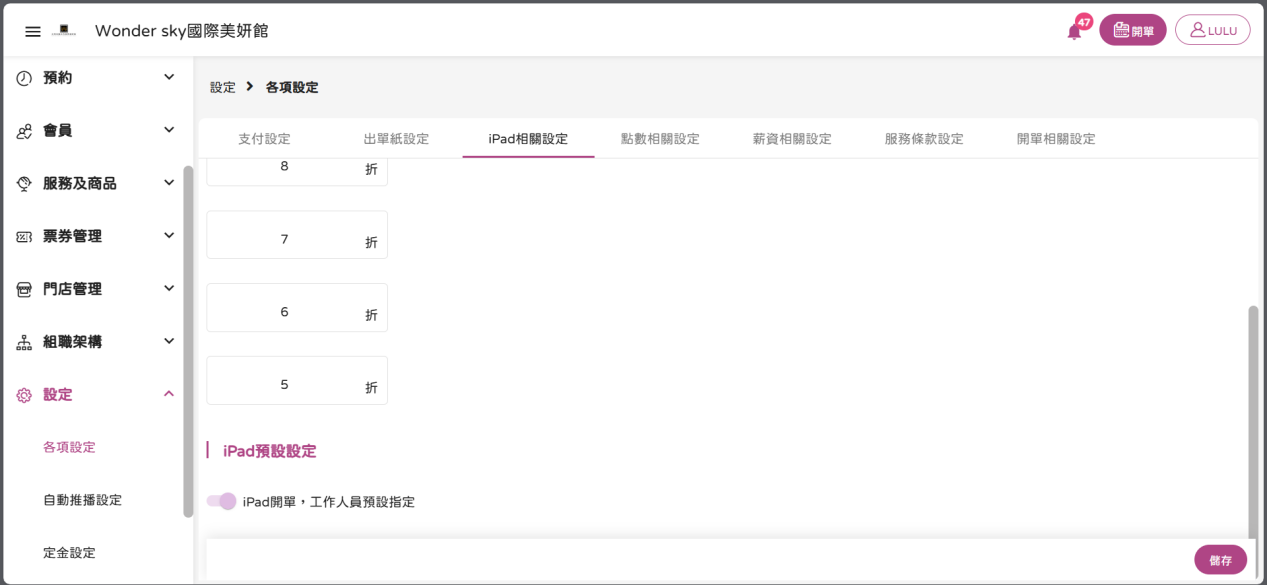 Wonder sky國際美妍館
47
開單
LULU
預約
會員
服務及商品
票券管理
門店管理
組職架構
設定
各項設定
自動推播設定
定金設定
設定 > 各項設定
支付設定
出單紙設定
iPad相關設定
點數相關設定
薪資相關設定
服務條款設定
開單相關設定
8 折
7 折
6 折
5 折
iPad預設設定
iPad開單，工作人員預設指定
儲存